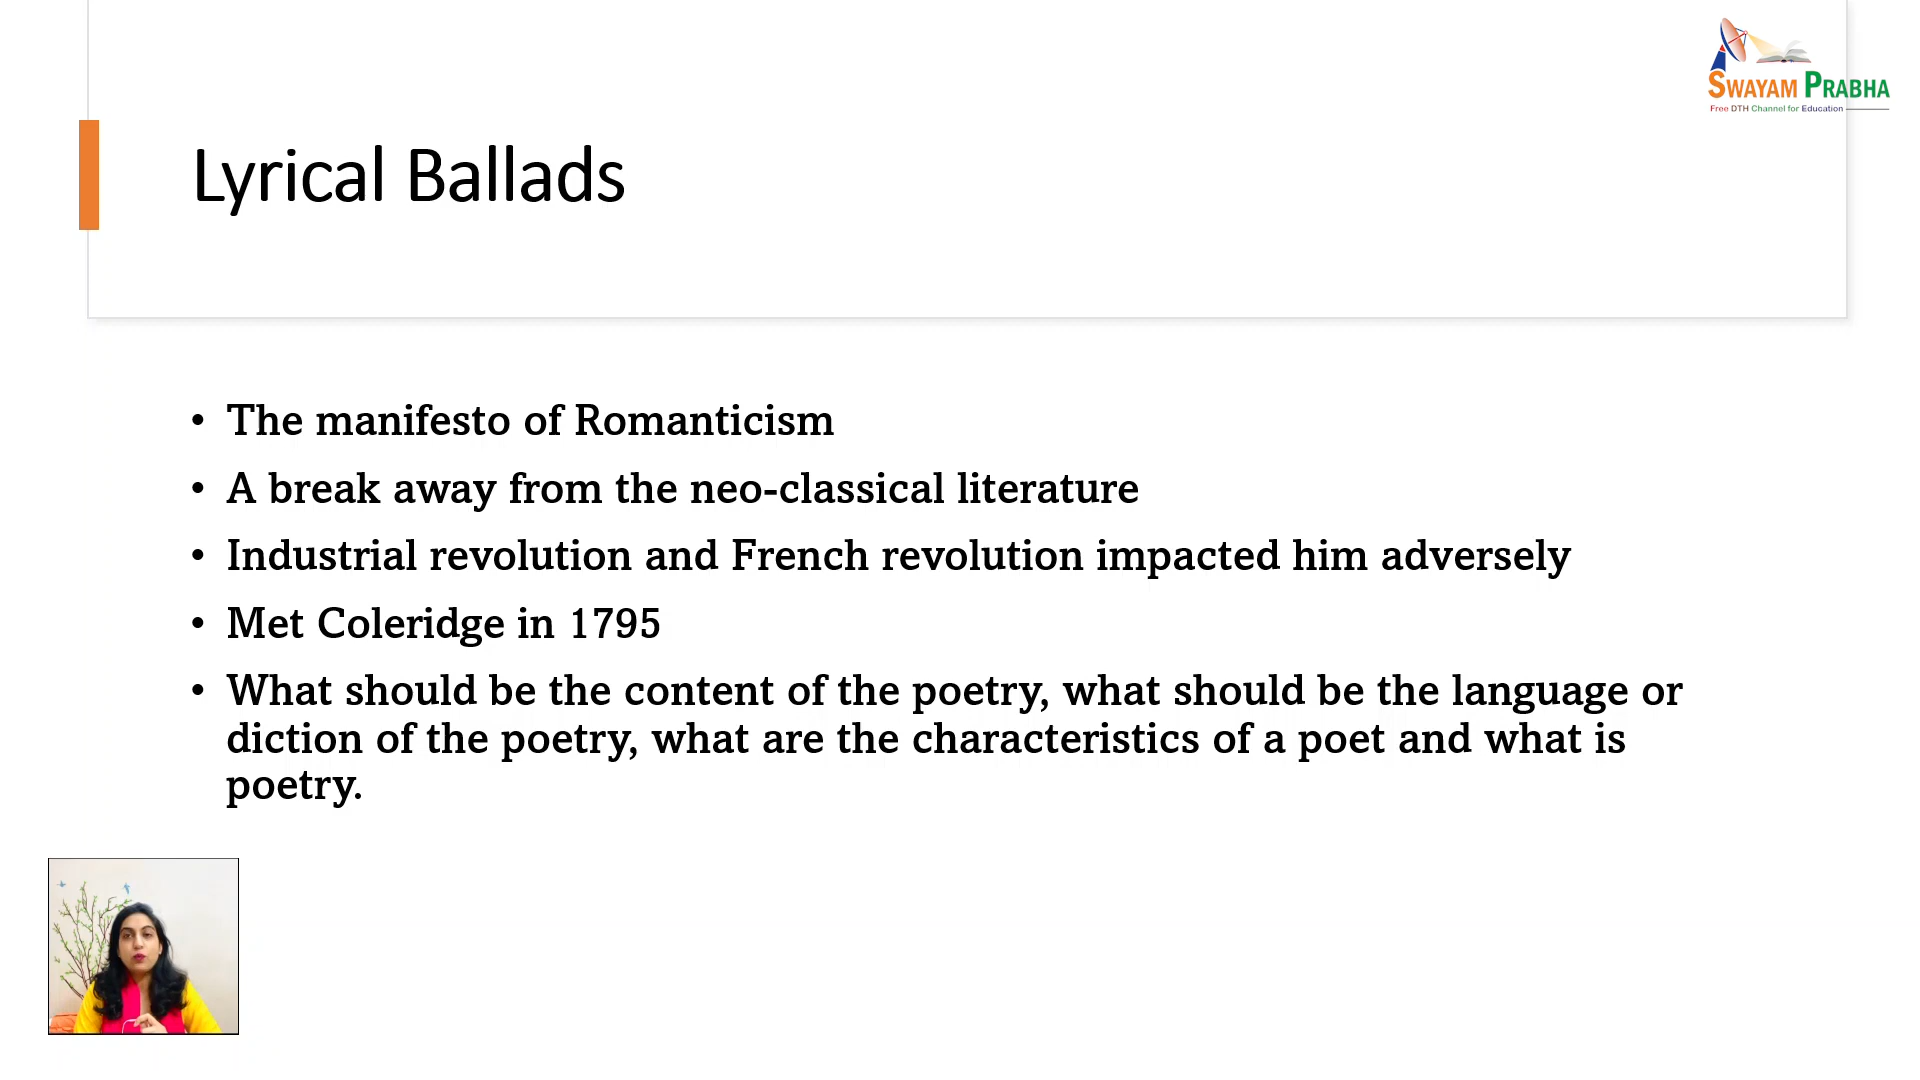 SWAYAM PRABHA
Free DTH Channel for Education
Lyrical Ballads
• The manifesto of Romanticism
• A break away from the neo-classical literature
• Industrial revolution and French revolution impacted him adversely
• Met Coleridge in 1795
• What should be the content of the poetry, what should be the language or
diction of the poetry, what are the characteristics of a poet and what is
poetry.